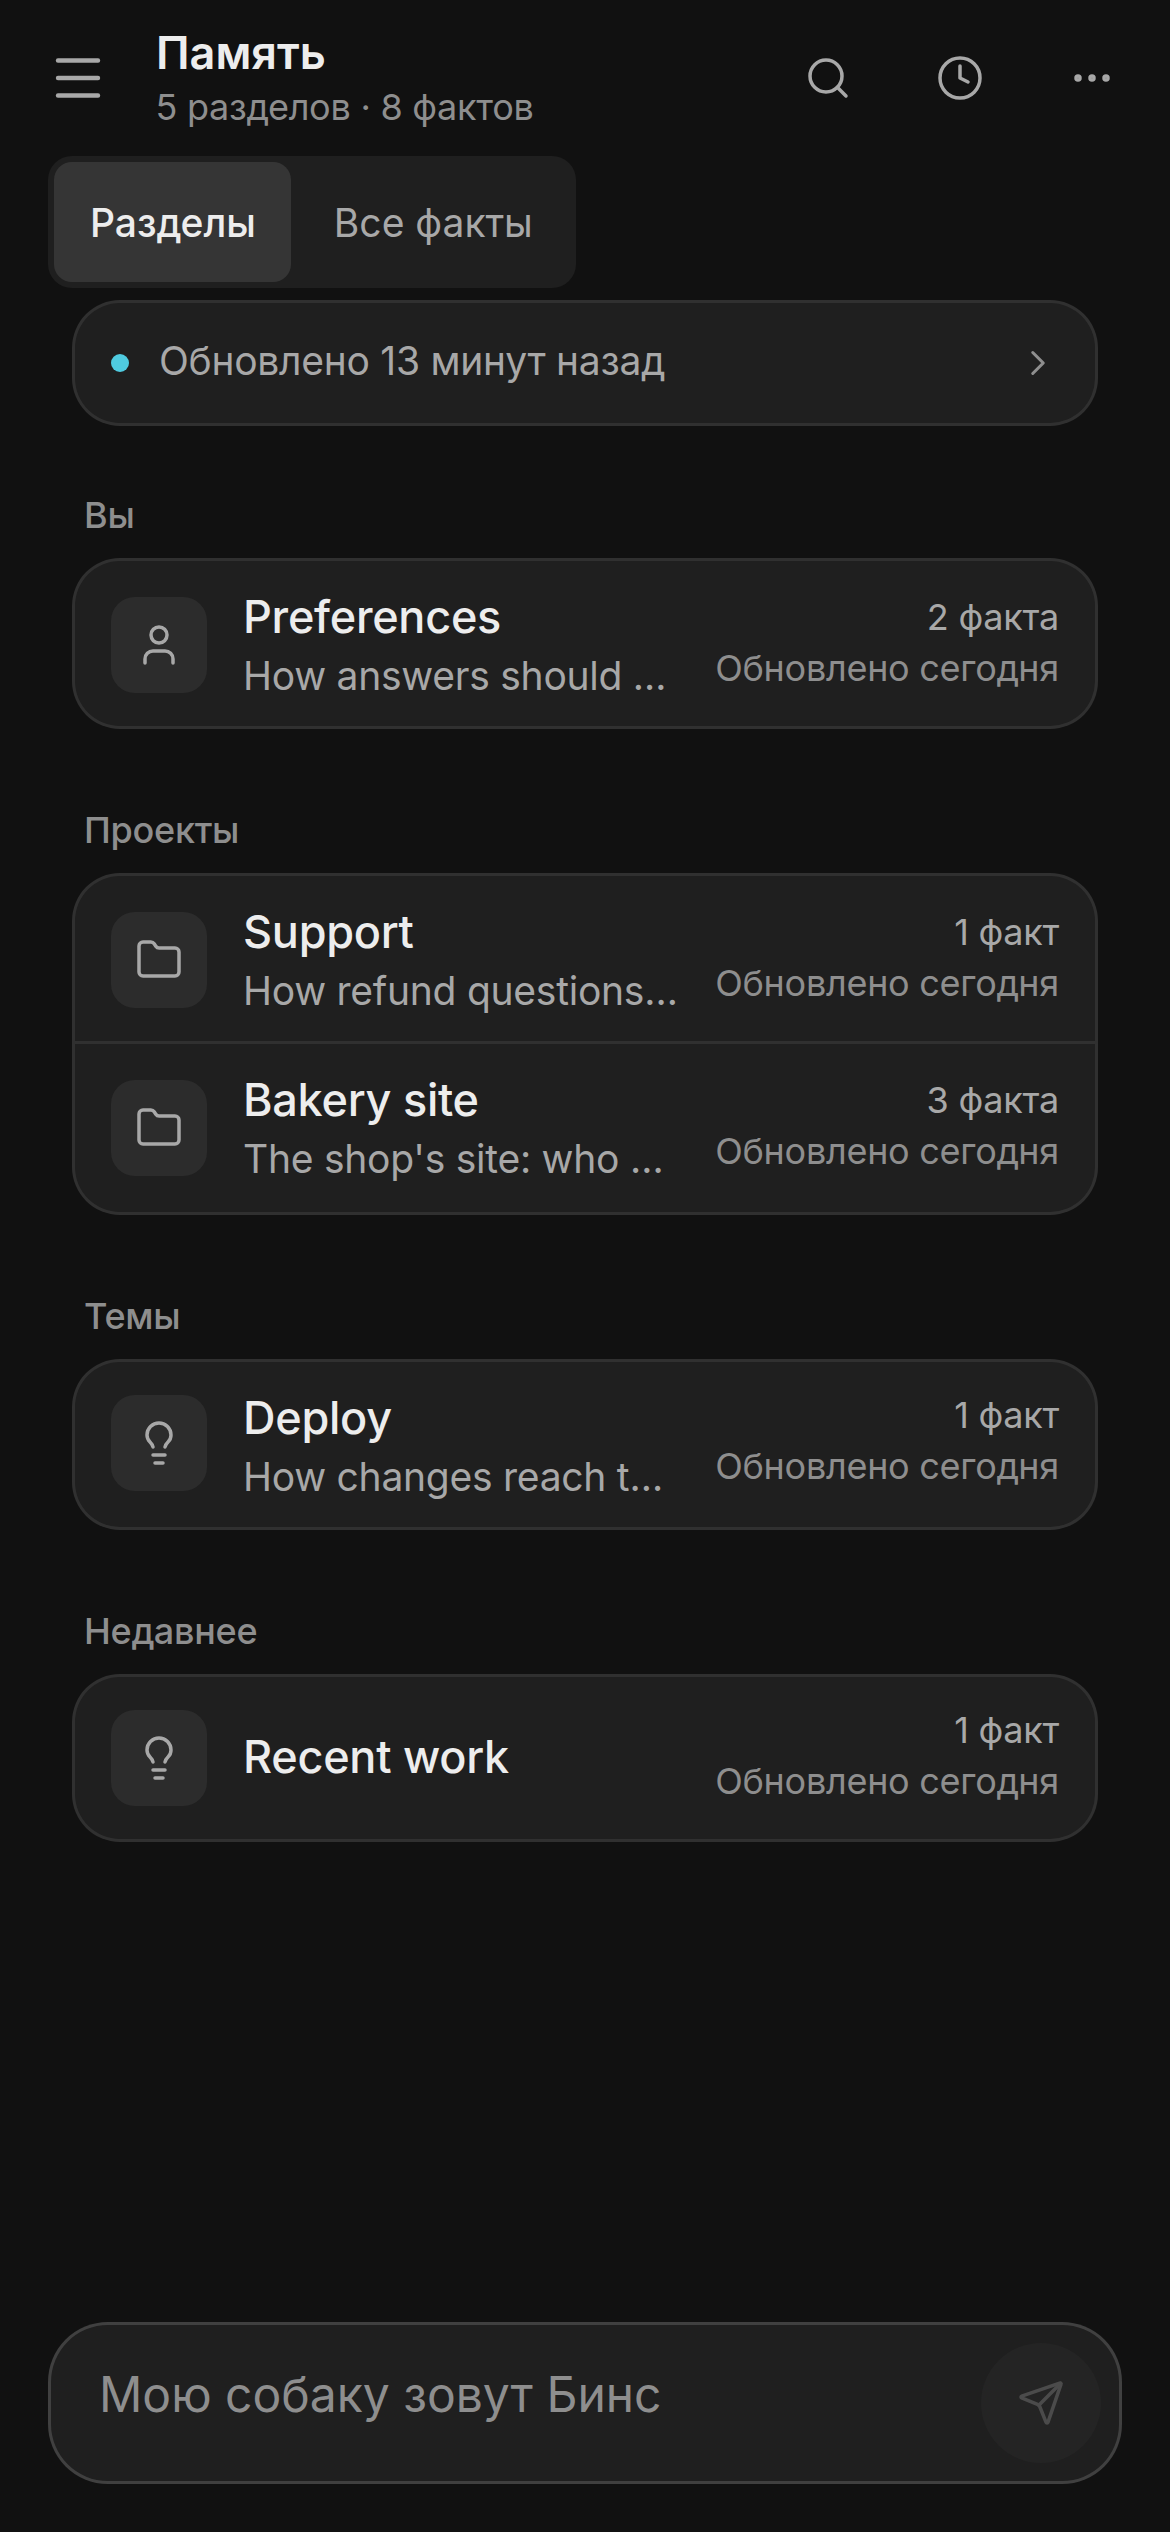 Память
5 разделов · 8 фактов
Разделы
Все факты
Обновлено 13 минут назад
Вы
Preferences
2 факта
How answers should ...
Обновлено сегодня
Проекты
Support
1 факт
How refund questions...
Обновлено сегодня
Bakery site
3 факта
The shop's site: who ...
Обновлено сегодня
Темы
Deploy
1 факт
How changes reach t...
Обновлено сегодня
Недавнее
Recent work
1 факт
Обновлено сегодня
Мою собаку зовут Бинс